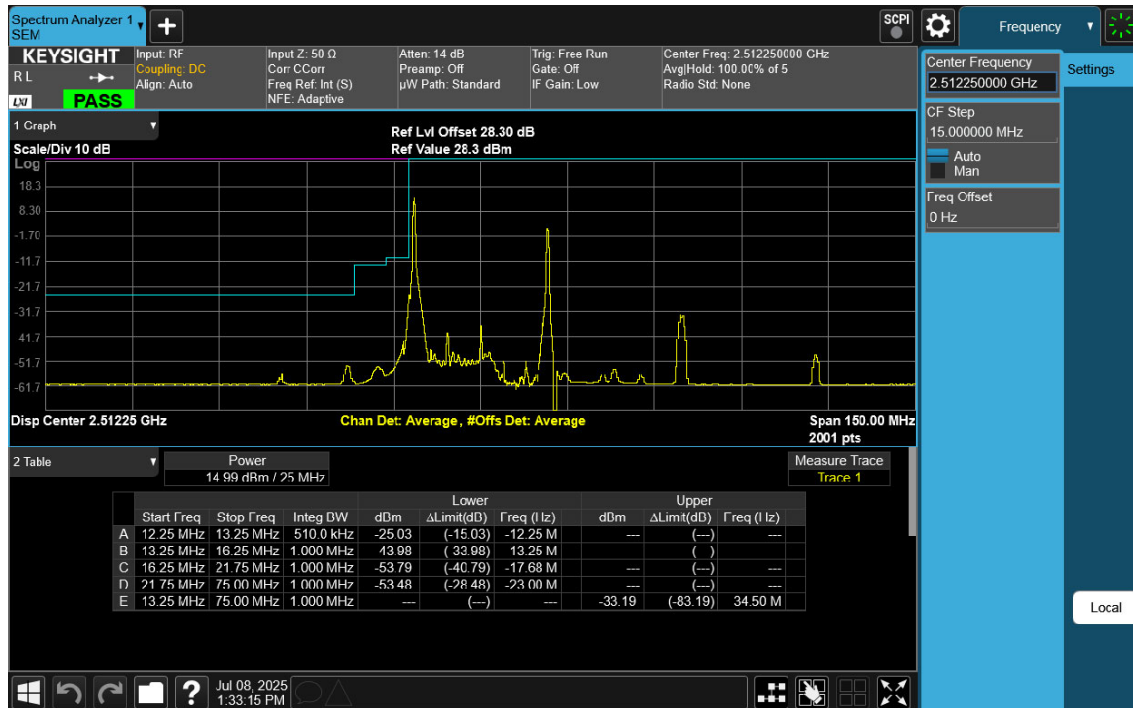 Spectrum Analyzer 1
SEM
SCPI
Frequency
KEYSIGHT
R L
LXI
PASS
Input: RF
Coupling: DC
Align: Auto
Input Z: 50 Ω
Corr CCorr
Freq Ref: Int (S)
NFE: Adaptive
Atten: 14 dB
Preamp: Off
µW Path: Standard
Trig: Free Run
Gate: Off
IF Gain: Low
Center Freq: 2.512250000 GHz
Avg|Hold: 100.00% of 5
Radio Std: None
Center Frequency
2.512250000 GHz
Settings
CF Step
15.000000 MHz
Auto
Man
Freq Offset
0 Hz
1 Graph
Scale/Div 10 dB
Ref Lvl Offset 28.30 dB
Ref Value 28.3 dBm
Log
18.3
8.30
-1.70
-11.7
-21.7
-31.7
41.7
-51.7
-61.7
Disp Center 2.51225 GHz
Chan Det: Average, #Offs Det: Average
Span 150.00 MHz
2001 pts
2 Table
Power
14.99 dBm / 25 MHz
Measure Trace
Trace 1
Lower Upper
Start Freq Stop Freq Integ BW dBm ΔLimit(dB) Freq (Hz) dBm ΔLimit(dB) Freq (Hz)
A 12.25 MHz 13.25 MHz 510.0 kHz -25.03 (-15.03) -12.25 M --- (---) ---
B 13.25 MHz 16.25 MHz 1.000 MHz 43.98 ( 33.98) 13.25 M ( )
C 16.25 MHz 21.75 MHz 1.000 MHz -53.79 (-40.79) -17.68 M --- (---) ---
D 21.75 MHz 75.00 MHz 1.000 MHz -53.48 (-28.48) -23.00 M --- (---) ---
E 13.25 MHz 75.00 MHz 1.000 MHz --- (---) --- -33.19 (-83.19) 34.50 M
Local
?
Jul 08, 2025
1:33:15 PM